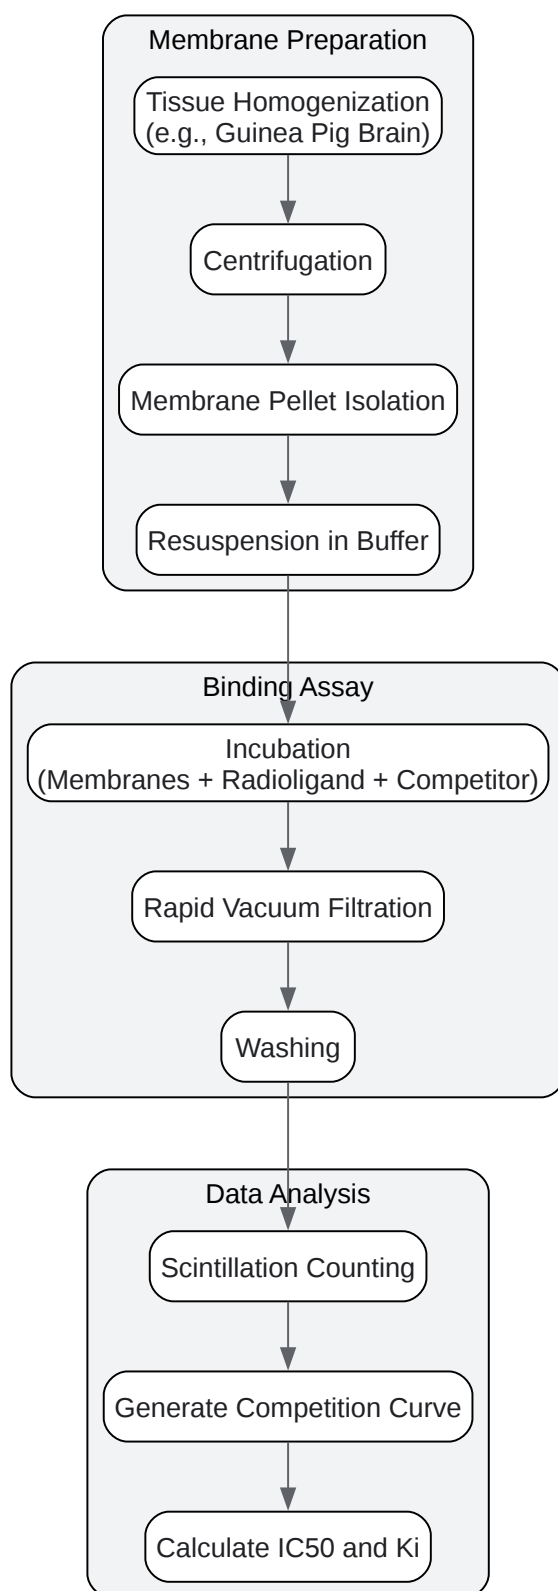 Membrane Preparation
Tissue Homogenization
(e.g., Guinea Pig Brain)
Centrifugation
Membrane Pellet Isolation
Resuspension in Buffer
Binding Assay
Incubation
(Membranes + Radioligand + Competitor)
Rapid Vacuum Filtration
Washing
Data Analysis
Scintillation Counting
Generate Competition Curve
Calculate IC50 and Ki